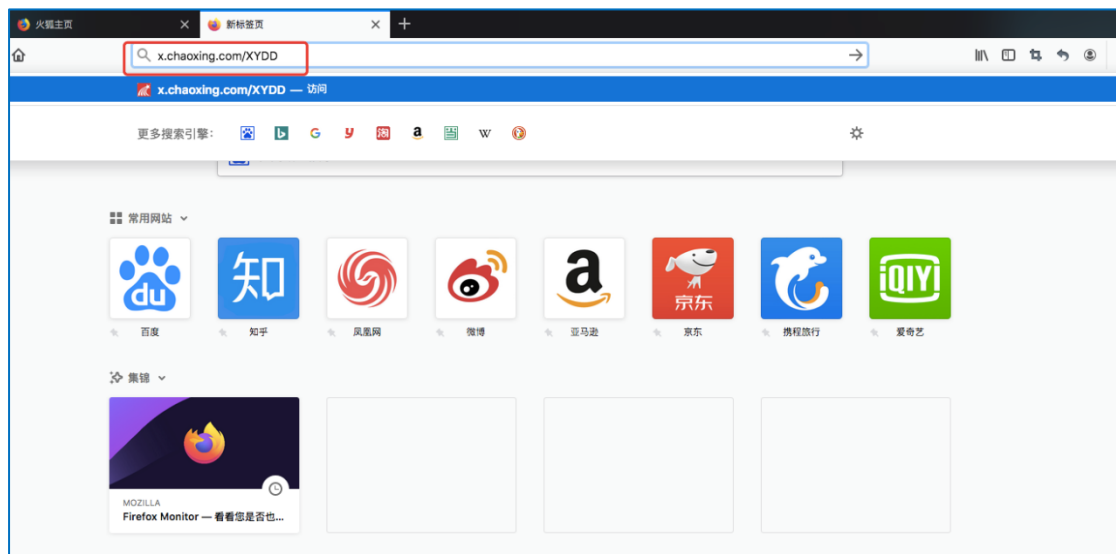 火狐主页
新标签页
x.chaoxing.com/XYDD
x.chaoxing.com/XYDD — 访问
更多搜索引擎:
常用网站
du
知
a
京东
iQIYI
百度
知乎
凤凰网
微博
亚马逊
京东
携程旅行
爱奇艺
集锦
MOZILLA
Firefox Monitor — 看看您是否也...